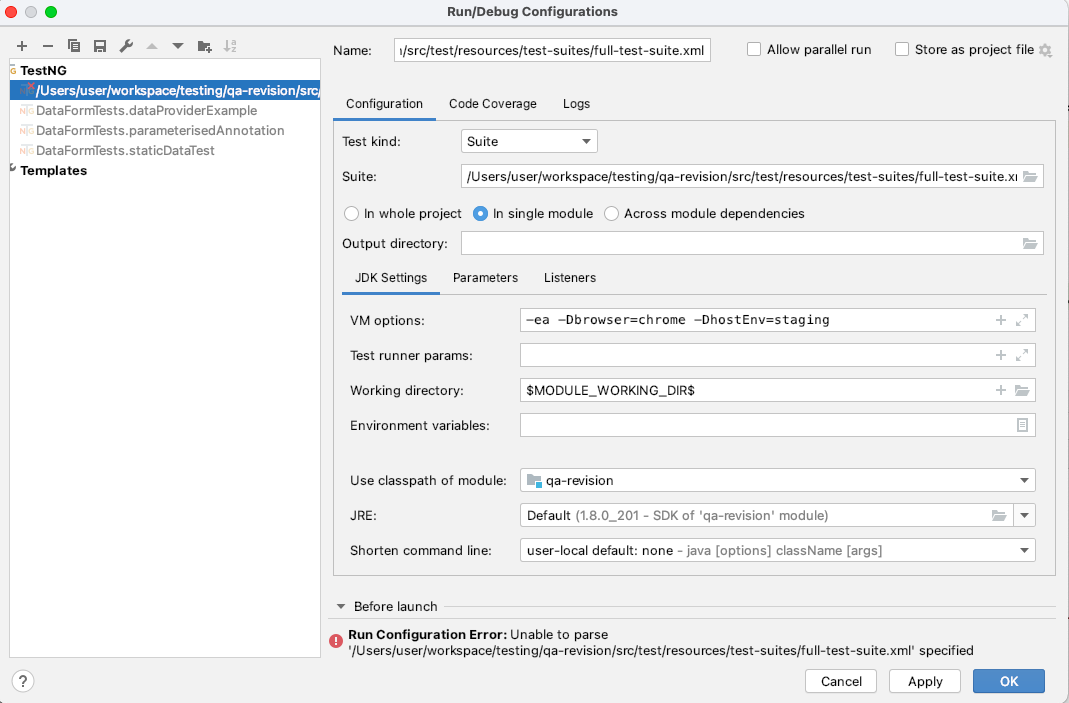 Run/Debug Configurations
Name: /src/test/resources/test-suites/full-test-suite.xml Allow parallel run Store as project file
TestNG
/Users/user/workspace/testing/qa-revision/src/
DataFormTests.dataProviderExample
DataFormTests.parameterisedAnnotation
DataFormTests.staticDataTest
Templates
Configuration Code Coverage Logs
Test kind: Suite
Suite: /Users/user/workspace/testing/qa-revision/src/test/resources/test-suites/full-test-suite.xm
In whole project In single module Across module dependencies
Output directory:
JDK Settings Parameters Listeners
VM options: -ea -Dbrowser=chrome -DhostEnv=staging
Test runner params:
Working directory: $MODULE_WORKING_DIR$
Environment variables:
Use classpath of module: qa-revision
JRE: Default (1.8.0_201 - SDK of 'qa-revision' module)
Shorten command line: user-local default: none - java [options] className [args]
Before launch
Run Configuration Error: Unable to parse
'/Users/user/workspace/testing/qa-revision/src/test/resources/test-suites/full-test-suite.xml' specified
? Cancel Apply OK